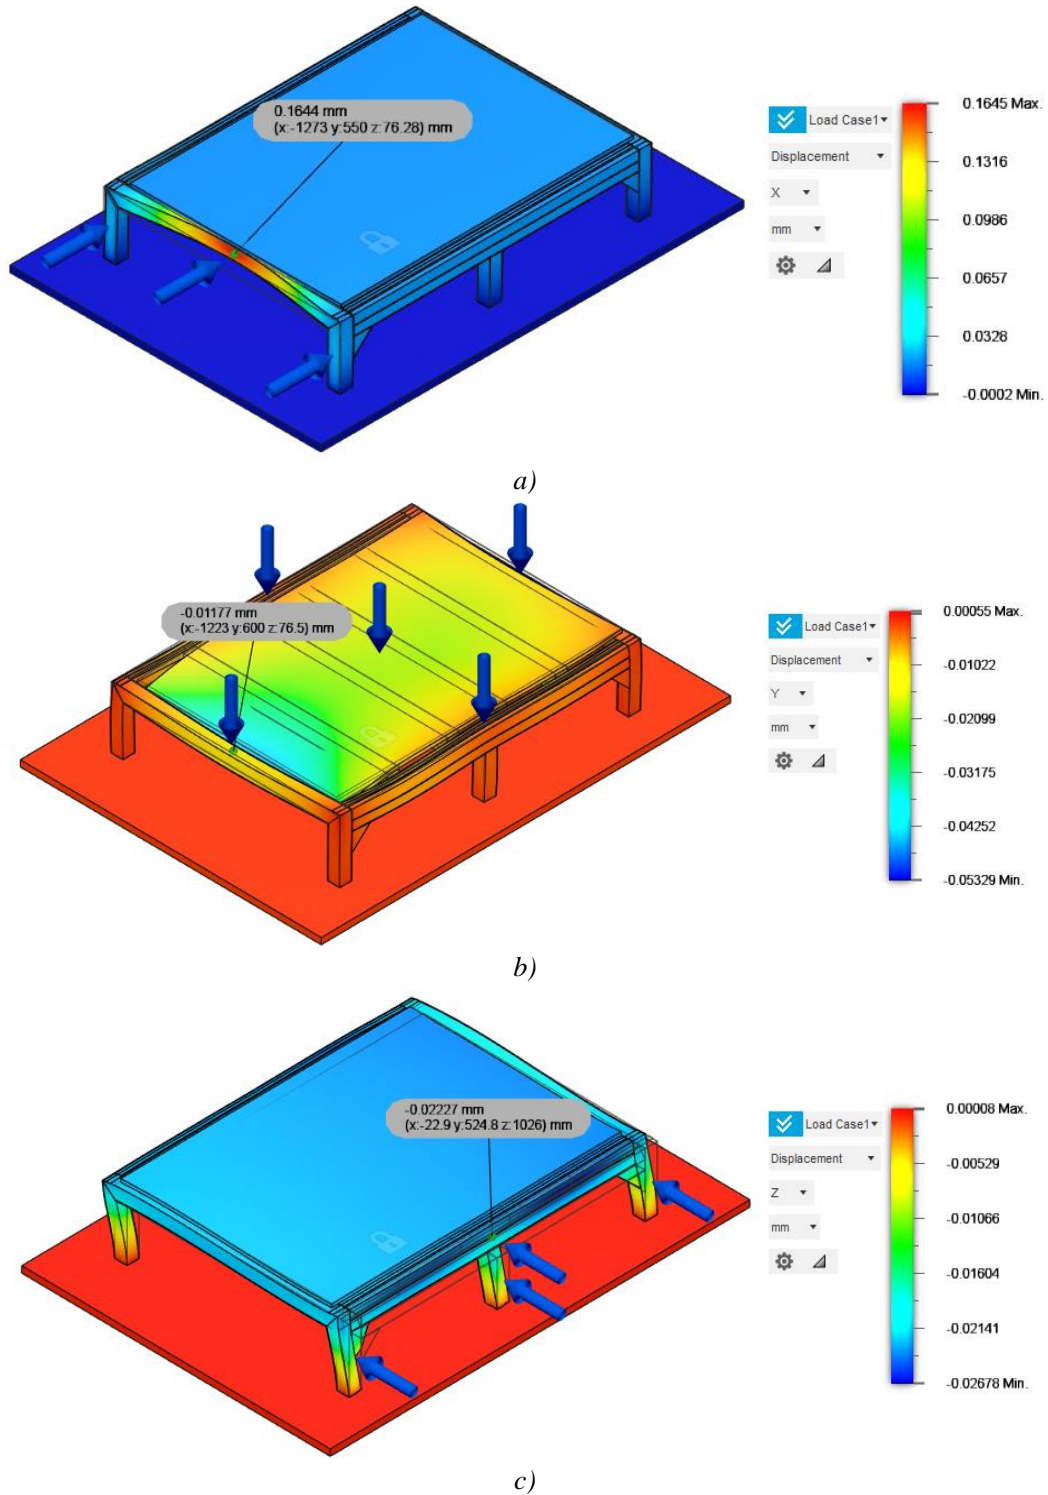 0.1644 mm
(x:-1273 y:550 z:76.28) mm
Load Case1
Displacement
X
mm
0.1645 Max.
0.1316
0.0986
0.0657
0.0328
-0.0002 Min.
a)
-0.01177 mm
(x:-1223 y:600 z:76.5) mm
Load Case1
Displacement
Y
mm
0.00055 Max.
-0.01022
-0.02099
-0.03175
-0.04252
-0.05329 Min.
b)
-0.02227 mm
(x:-22.9 y:524.8 z:1026) mm
Load Case1
Displacement
Z
mm
0.00008 Max.
-0.00529
-0.01066
-0.01604
-0.02141
-0.02678 Min.
c)